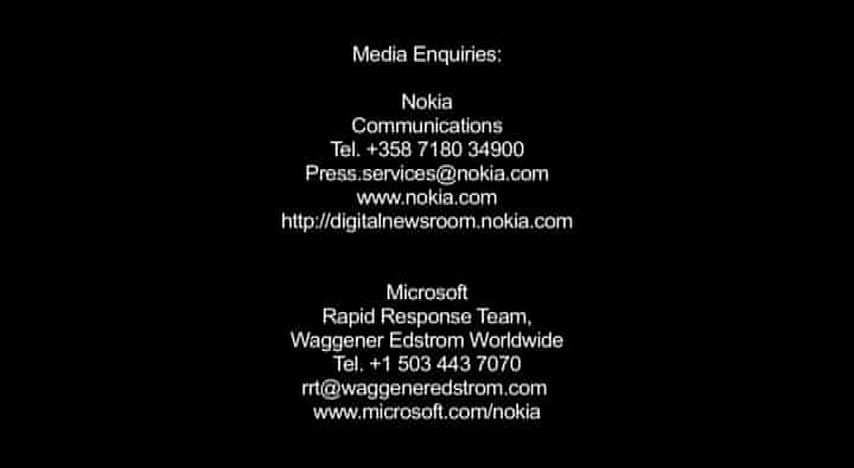 Media Enquiries:
Nokia
Communications
Tel. +358 7180 34900
Press.services@nokia.com
www.nokia.com
http://digitalnewsroom.nokia.com
Microsoft
Rapid Response Team,
Waggener Edstrom Worldwide
Tel. +1 503 443 7070
rrt@waggeneredstrom.com
www.microsoft.com/nokia